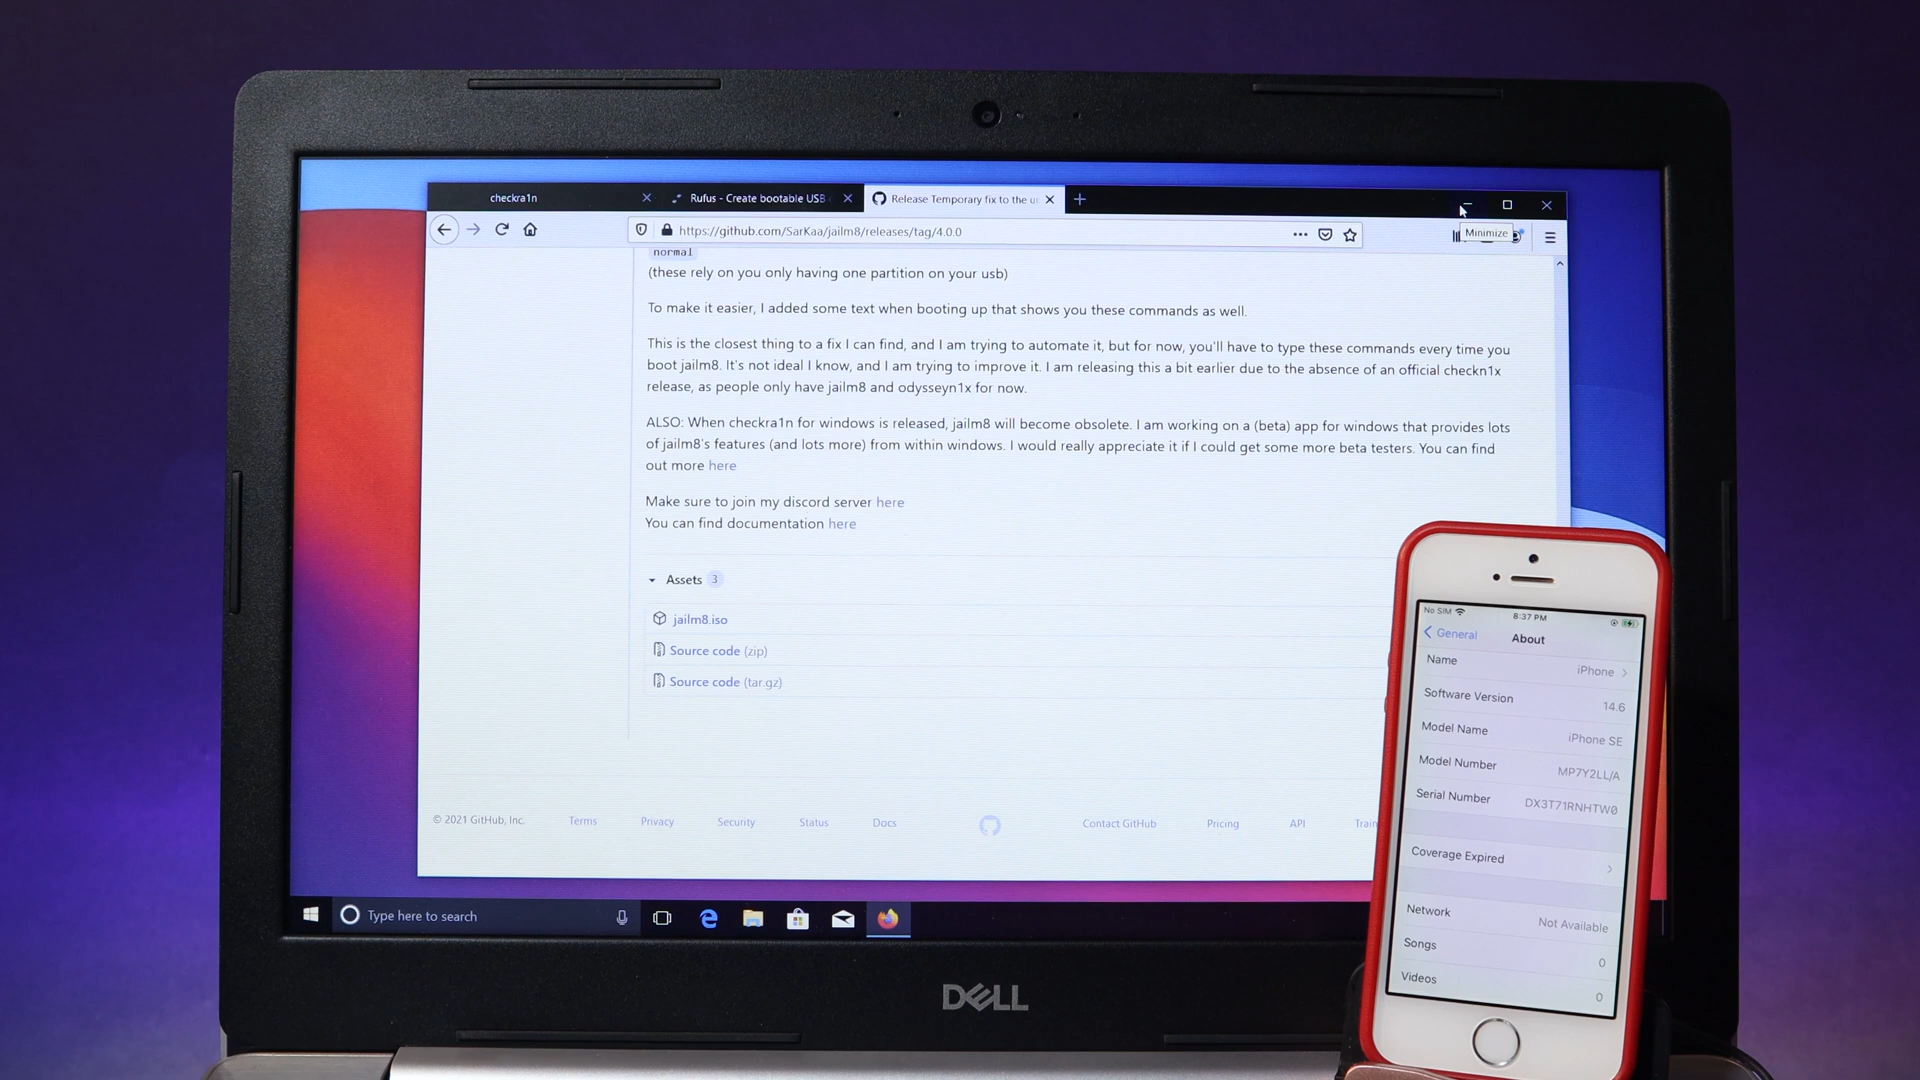 checkra1n
Rufus - Create bootable USB
Release Temporary fix to the u
https://github.com/SarKaa/jailm8/releases/tag/4.0.0
Minimize
normal
(these rely on you only having one partition on your usb)
To make it easier, I added some text when booting up that shows you these commands as well.
This is the closest thing to a fix I can find, and I am trying to automate it, but for now, you'll have to type these commands every time you
boot jailm8. It's not ideal I know, and I am trying to improve it. I am releasing this a bit earlier due to the absence of an official checkn1x
release, as people only have jailm8 and odysseyn1x for now.
ALSO: When checkra1n for windows is released, jailm8 will become obsolete. I am working on a (beta) app for windows that provides lots
of jailm8's features (and lots more) from within windows. I would really appreciate it if I could get some more beta testers. You can find
out more here
Make sure to join my discord server here
You can find documentation here
Assets 3
jailm8.iso
Source code (zip)
Source code (tar.gz)
© 2021 GitHub, Inc.
Terms
Privacy
Security
Status
Docs
Contact GitHub
Pricing
API
Train
Type here to search
DELL
No SIM
8:37 PM
General
About
Name
iPhone
Software Version
14.6
Model Name
iPhone SE
Model Number
MP7Y2LL/A
Serial Number
DX3T71RNHTW0
Coverage Expired
Network
Not Available
Songs
0
Videos
0